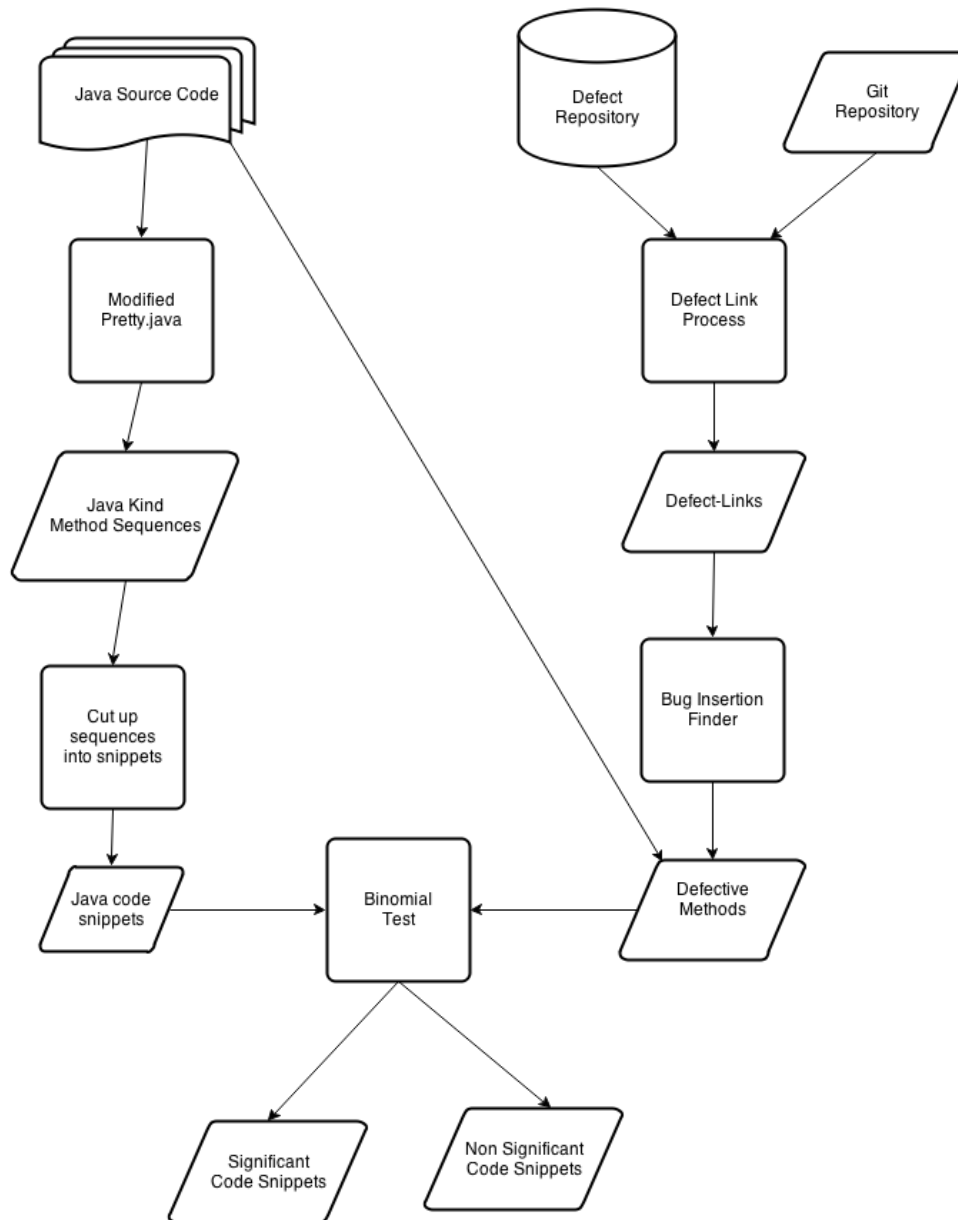 Java Source Code
Defect
Repository
Git
Repository
Modified
Pretty.java
Defect Link
Process
Java Kind
Method Sequences
Defect-Links
Cut up
sequences
into snippets
Bug Insertion
Finder
Java code
snippets
Binomial
Test
Defective
Methods
Significant
Code Snippets
Non Significant
Code Snippets